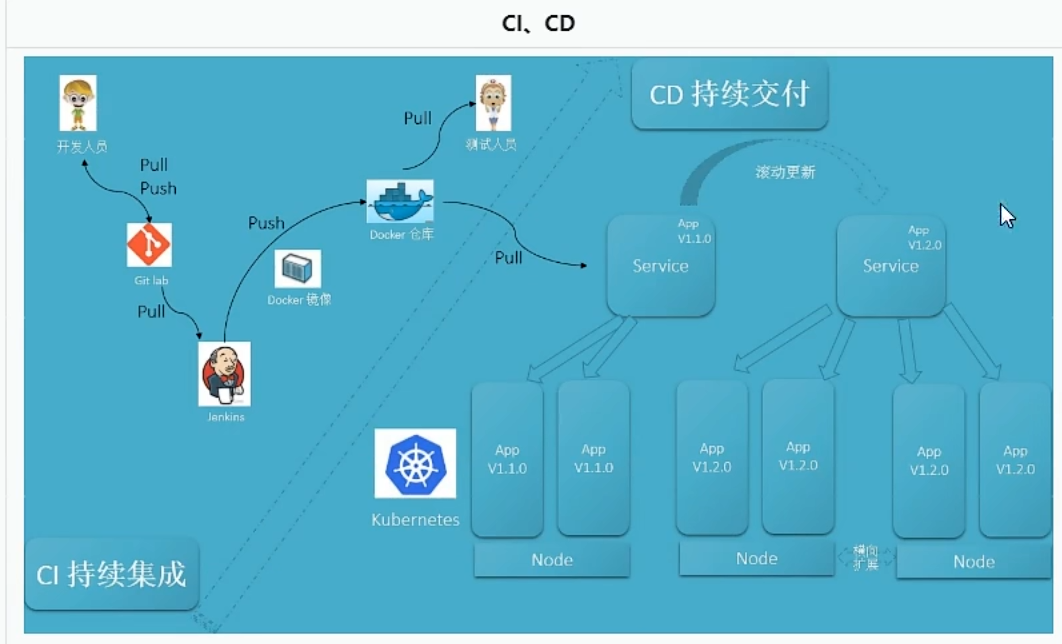 CI、CD
开发人员
Pull
Push
Git lab
Pull
Jenkins
Push
Docker 镜像
Docker 仓库
Pull
测试人员
Pull
CD 持续交付
滚动更新
App
V1.1.0
Service
App
V1.2.0
Service
Kubernetes
App
V1.1.0
App
V1.1.0
App
V1.2.0
App
V1.2.0
App
V1.2.0
App
V1.2.0
Node
Node
横向
扩展
Node
CI 持续集成